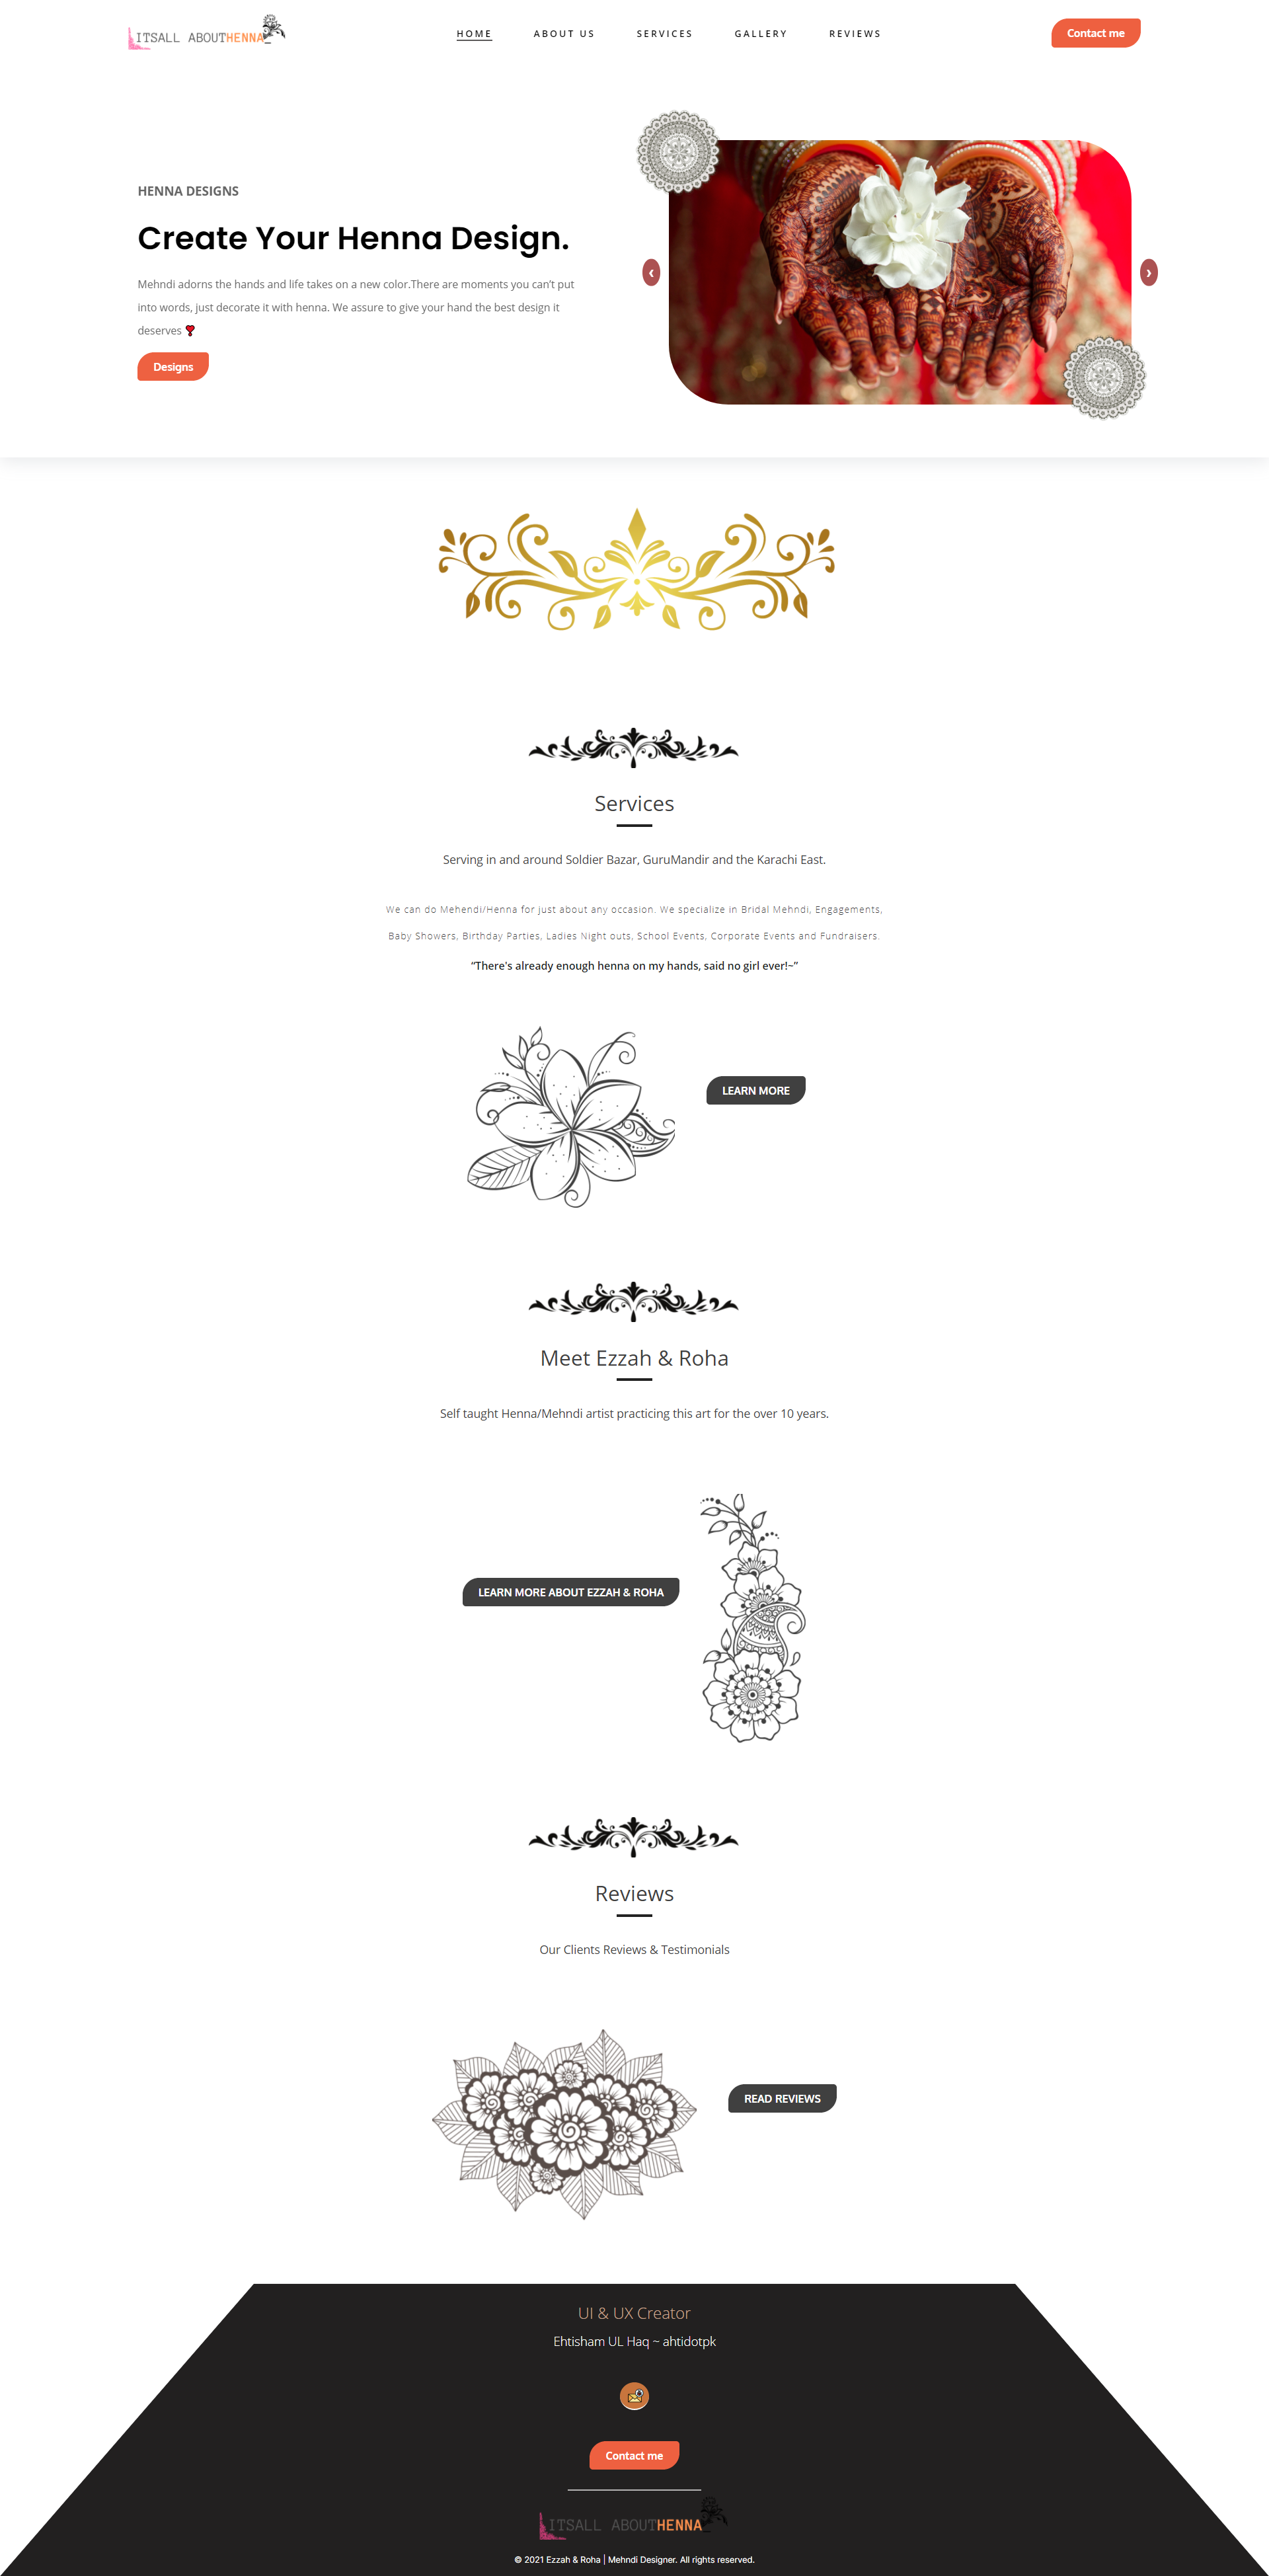 ITSALL ABOUTHENNA
HOME
ABOUT US
SERVICES
GALLERY
REVIEWS
Contact me
HENNA DESIGNS
Create Your Henna Design.
Mehndi adorns the hands and life takes on a new color.There are moments you can’t put
into words, just decorate it with henna. We assure to give your hand the best design it
deserves ❣
Designs
‹
›
Services
Serving in and around Soldier Bazar, GuruMandir and the Karachi East.
We can do Mehendi/Henna for just about any occasion. We specialize in Bridal Mehndi, Engagements,
Baby Showers, Birthday Parties, Ladies Night outs, School Events, Corporate Events and Fundraisers.
“There's already enough henna on my hands, said no girl ever!~”
LEARN MORE
Meet Ezzah & Roha
Self taught Henna/Mehndi artist practicing this art for the over 10 years.
LEARN MORE ABOUT EZZAH & ROHA
Reviews
Our Clients Reviews & Testimonials
READ REVIEWS
UI & UX Creator
Ehtisham UL Haq ~ ahtidotpk
Contact me
ITSALL ABOUTHENNA
© 2021 Ezzah & Roha | Mehndi Designer. All rights reserved.